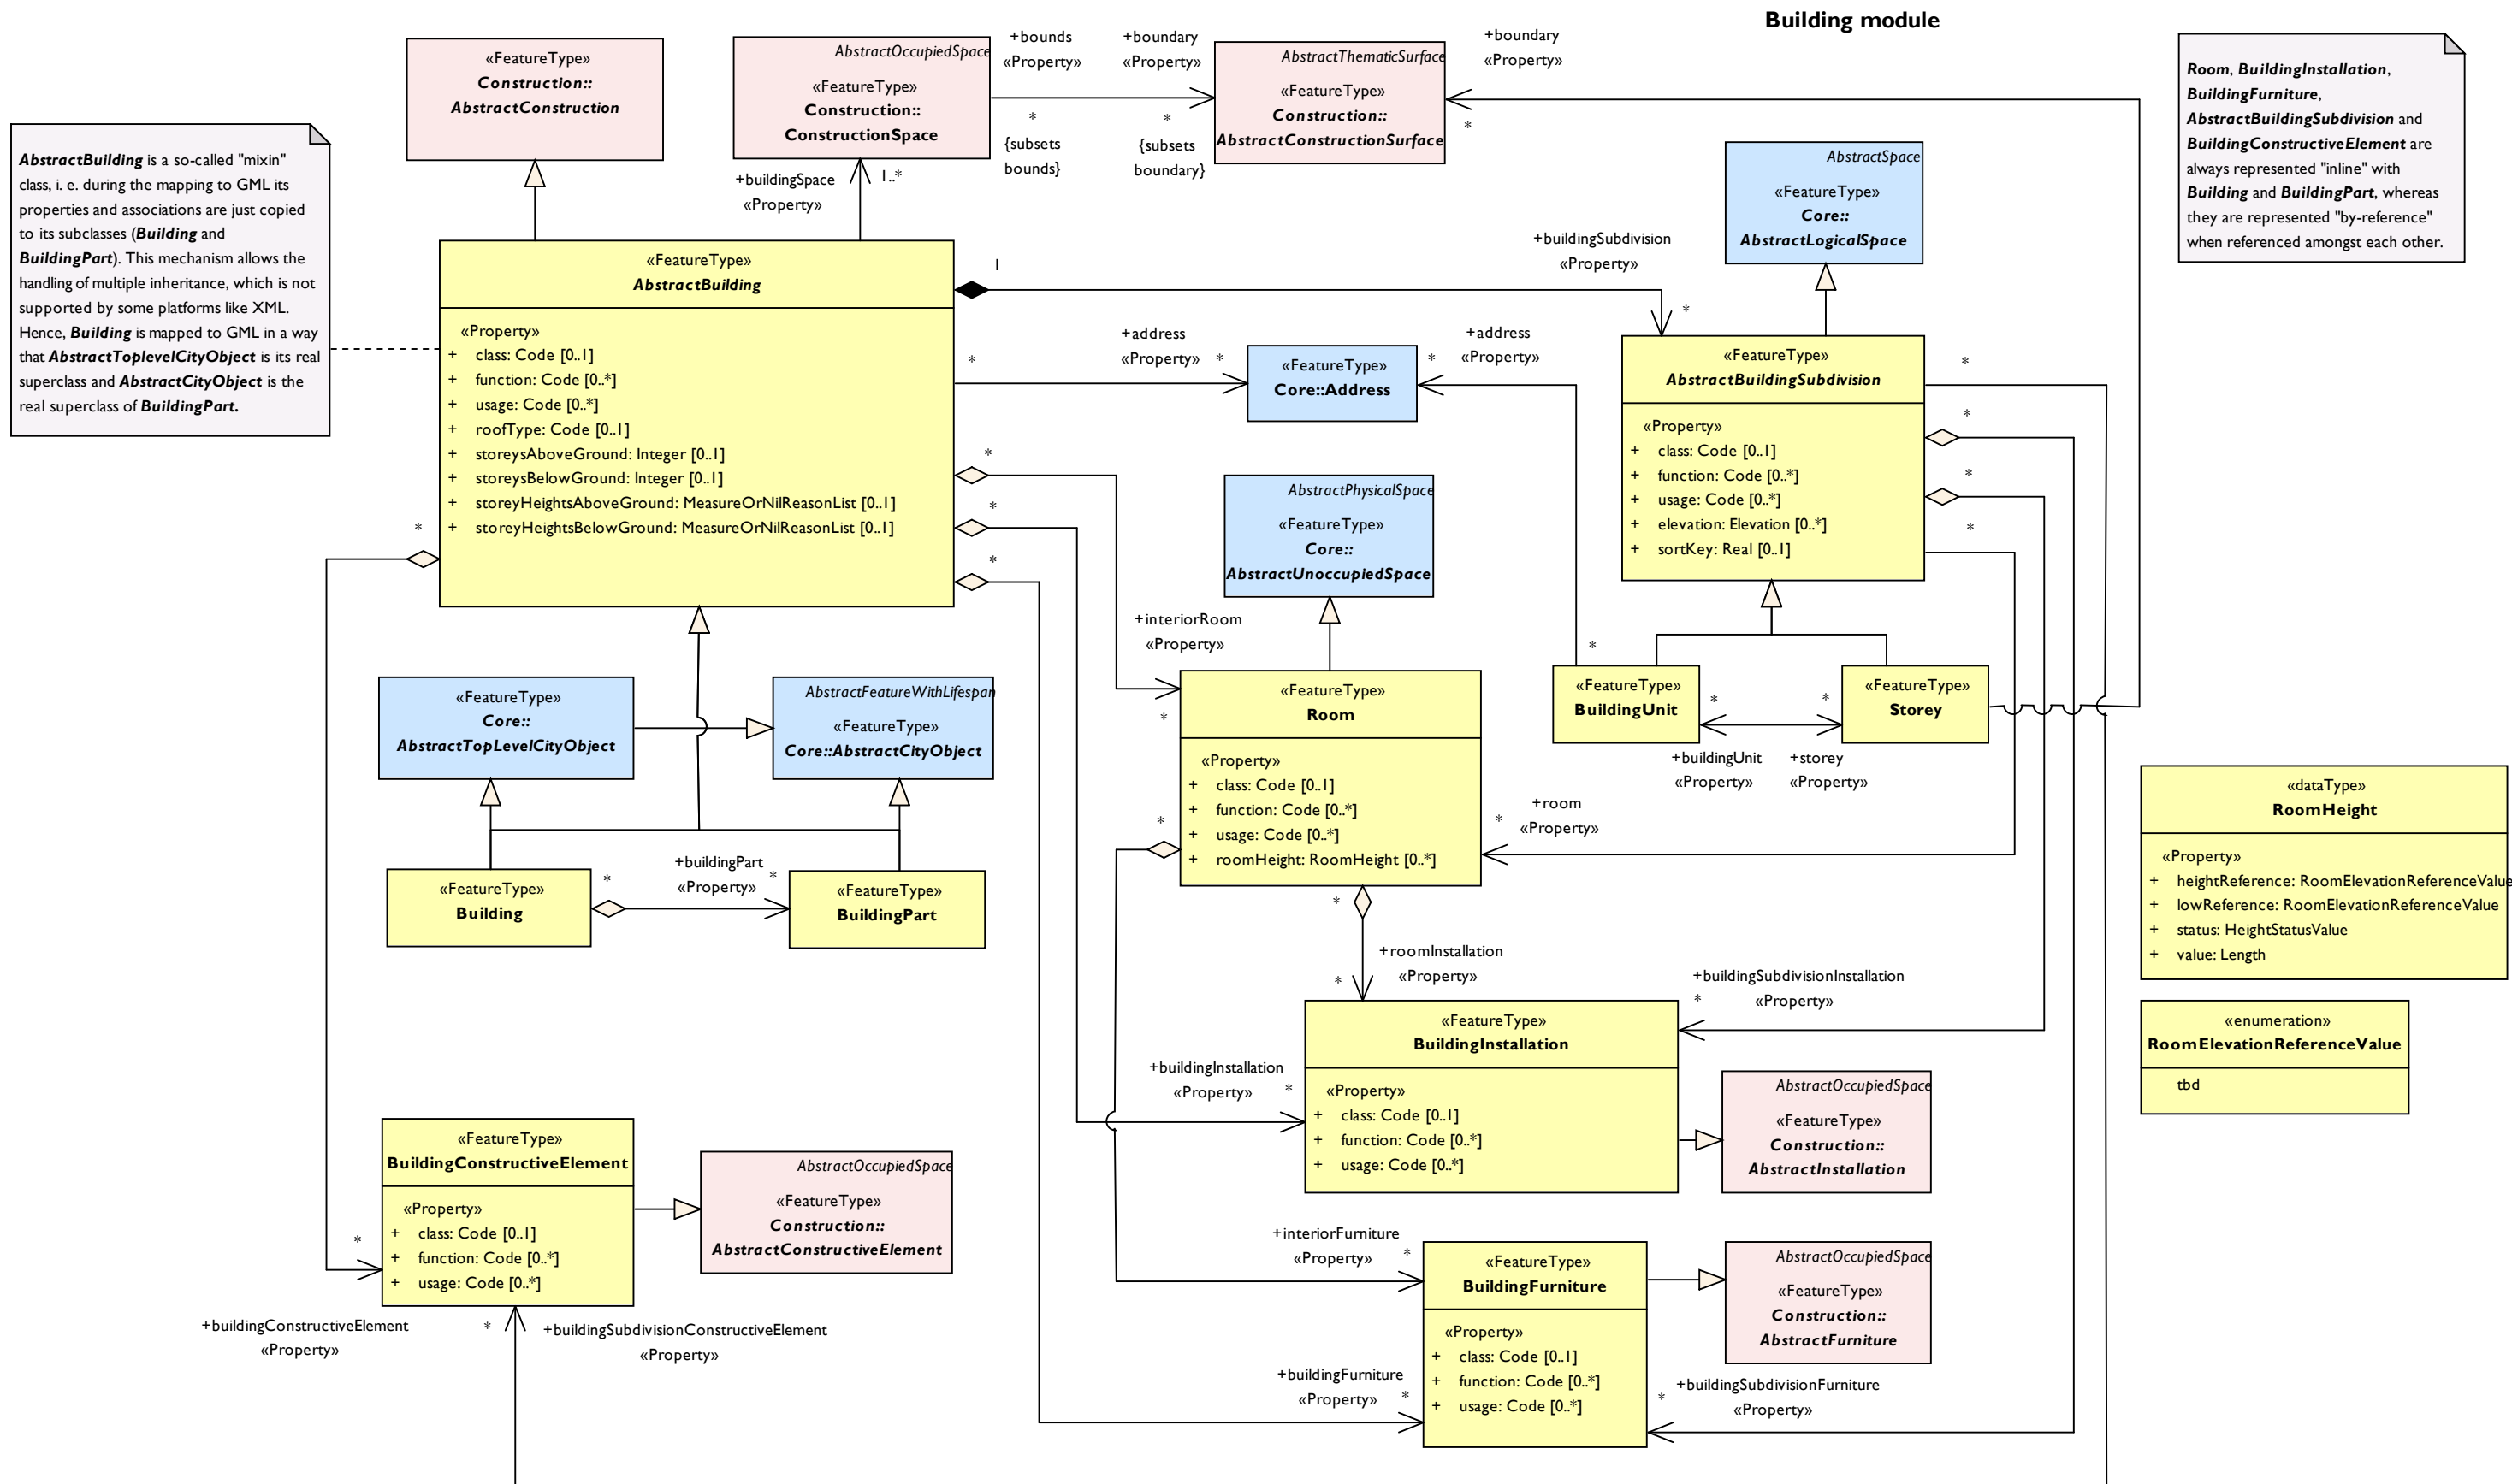 Building module
«FeatureType»
Construction::
AbstractConstruction
AbstractOccupiedSpace
«FeatureType»
Construction::
ConstructionSpace
+bounds
«Property»
*
{subsets
bounds}
+boundary
«Property»
*
{subsets
boundary}
AbstractThematicSurface
«FeatureType»
Construction::
AbstractConstructionSurface
+boundary
«Property»
*
Room, BuildingInstallation,
BuildingFurniture,
AbstractBuildingSubdivision and
BuildingConstructiveElement are
always represented "inline" with
Building and BuildingPart, whereas
they are represented "by-reference"
when referenced amongst each other.
AbstractBuilding is a so-called "mixin"
class, i. e. during the mapping to GML its
properties and associations are just copied
to its subclasses (Building and
BuildingPart). This mechanism allows the
handling of multiple inheritance, which is not
supported by some platforms like XML.
Hence, Building is mapped to GML in a way
that AbstractToplevelCityObject is its real
superclass and AbstractCityObject is the
real superclass of BuildingPart.
+buildingSpace
«Property»
1..*
AbstractSpace
«FeatureType»
Core::
AbstractLogicalSpace
«FeatureType»
AbstractBuilding
«Property»
+ class: Code [0..1]
+ function: Code [0..*]
+ usage: Code [0..*]
+ roofType: Code [0..1]
+ storeysAboveGround: Integer [0..1]
+ storeysBelowGround: Integer [0..1]
+ storeyHeightsAboveGround: MeasureOrNilReasonList [0..1]
+ storeyHeightsBelowGround: MeasureOrNilReasonList [0..1]
1
+buildingSubdivision
«Property»
*
*
+address
«Property»
*
«FeatureType»
Core::Address
*
+address
«Property»
*
«FeatureType»
AbstractBuildingSubdivision
«Property»
+ class: Code [0..1]
+ function: Code [0..*]
+ usage: Code [0..*]
+ elevation: Elevation [0..*]
+ sortKey: Real [0..1]
*
*
*
*
*
*
*
*
AbstractPhysicalSpace
«FeatureType»
Core::
AbstractUnoccupiedSpace
+interiorRoom
«Property»
*
«FeatureType»
Core::
AbstractTopLevelCityObject
AbstractFeatureWithLifespan
«FeatureType»
Core::AbstractCityObject
«FeatureType»
Room
«Property»
+ class: Code [0..1]
+ function: Code [0..*]
+ usage: Code [0..*]
+ roomHeight: RoomHeight [0..*]
«FeatureType»
BuildingUnit
*
+buildingUnit
«Property»
*
+storey
«Property»
«FeatureType»
Storey
+room
«Property»
*
*
«dataType»
RoomHeight
«Property»
+ heightReference: RoomElevationReferenceValue
+ lowReference: RoomElevationReferenceValue
+ status: HeightStatusValue
+ value: Length
«FeatureType»
Building
*
+buildingPart
«Property»
*
«FeatureType»
BuildingPart
*
+roomInstallation
«Property»
*
+buildingSubdivisionInstallation
«Property»
*
«enumeration»
RoomElevationReferenceValue
tbd
«FeatureType»
BuildingInstallation
«Property»
+ class: Code [0..1]
+ function: Code [0..*]
+ usage: Code [0..*]
+buildingInstallation
«Property»
*
AbstractOccupiedSpace
«FeatureType»
Construction::
AbstractInstallation
«FeatureType»
BuildingConstructiveElement
«Property»
+ class: Code [0..1]
+ function: Code [0..*]
+ usage: Code [0..*]
AbstractOccupiedSpace
«FeatureType»
Construction::
AbstractConstructiveElement
*
+buildingConstructiveElement
«Property»
*
+buildingSubdivisionConstructiveElement
«Property»
+interiorFurniture
«Property»
*
«FeatureType»
BuildingFurniture
«Property»
+ class: Code [0..1]
+ function: Code [0..*]
+ usage: Code [0..*]
AbstractOccupiedSpace
«FeatureType»
Construction::
AbstractFurniture
+buildingFurniture
«Property»
*
*
+buildingSubdivisionFurniture
«Property»